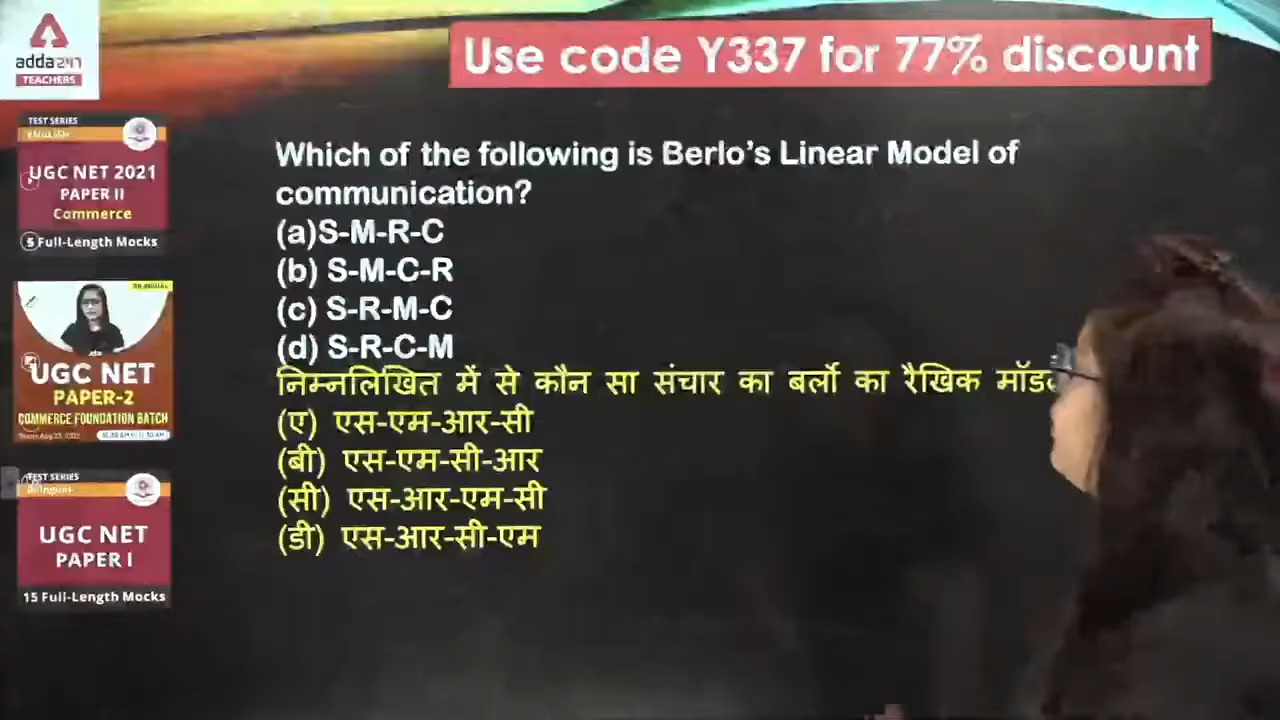 Use code Y337 for 77% discount
adda247
TEACHERS
TEST SERIES
ENGLISH
UGC NET 2021
PAPER II
Commerce
5 Full-Length Mocks
UGC NET
PAPER-2
COMMERCE FOUNDATION BATCH
TEST SERIES
Bilingual
UGC NET
PAPER I
15 Full-Length Mocks
Which of the following is Berlo's Linear Model of
communication?
(a)S-M-R-C
(b) S-M-C-R
(c) S-R-M-C
(d) S-R-C-M
निम्नलिखित में से कौन सा संचार का बर्लो का रैखिक
(ए) एस-एम-आर-सी
(बी) एस-एम-सी-आर
(सी) एस-आर-एम-सी
(डी) एस-आर-सी-एम